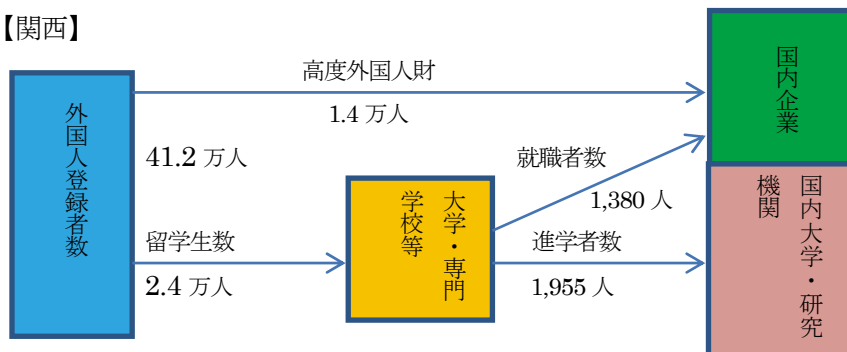 【関西】
高度外国人財
1.4 万人
国内企業
外国人登録者数
41.2 万人
就職者数
1,380 人
留学生数
2.4 万人
大学・専門
学校等
進学者数
1,955 人
国内大学・研究
機関